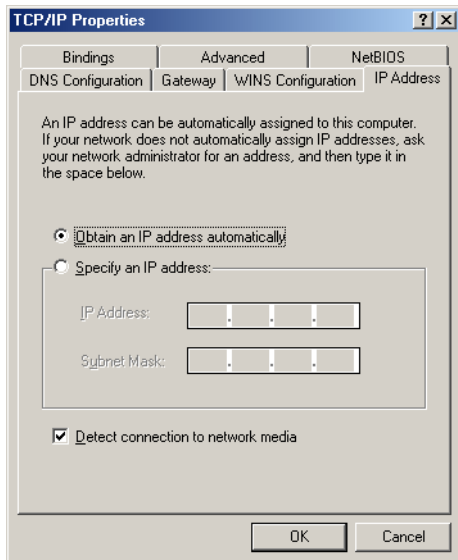 TCP/IP Properties
Bindings Advanced NetBIOS
DNS Configuration Gateway WINS Configuration IP Address
An IP address can be automatically assigned to this computer.
If your network does not automatically assign IP addresses, ask
your network administrator for an address, and then type it in
the space below.
Obtain an IP address automatically
Specify an IP address:
IP Address: . . .
Subnet Mask: . . .
Detect connection to network media
OK Cancel